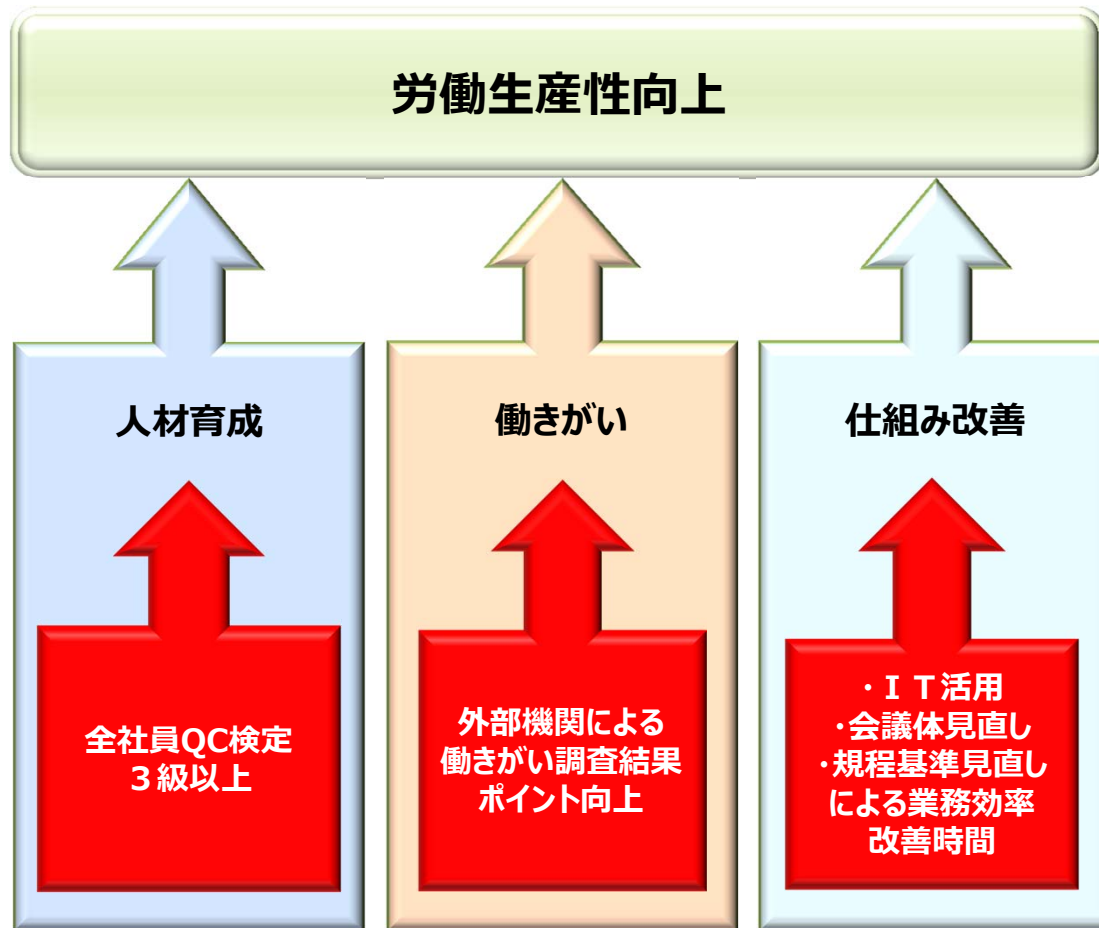 労働生産性向上
人材育成
全社員QC検定
３級以上
働きがい
外部機関による
働きがい調査結果
ポイント向上
仕組み改善
・ＩＴ活用
・会議体見直し
・規程基準見直し
による業務効率
改善時間